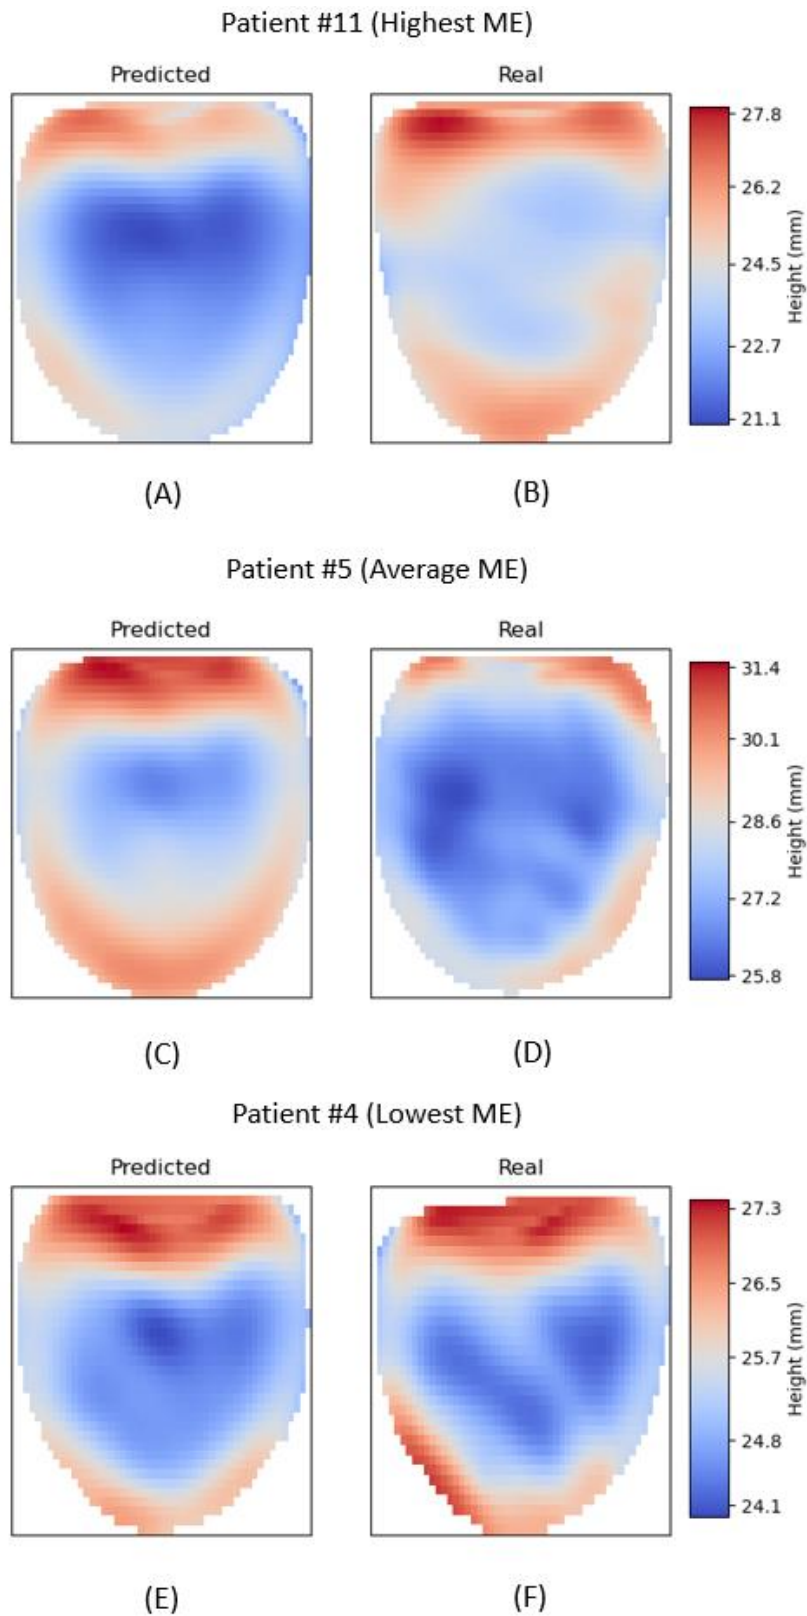 Patient #11 (Highest ME)
Predicted
Real
27.8
26.2
24.5
22.7
21.1
Height (mm)
(A)
(B)
Patient #5 (Average ME)
Predicted
Real
31.4
30.1
28.6
27.2
25.8
Height (mm)
(C)
(D)
Patient #4 (Lowest ME)
Predicted
Real
27.3
26.5
25.7
24.8
24.1
Height (mm)
(E)
(F)